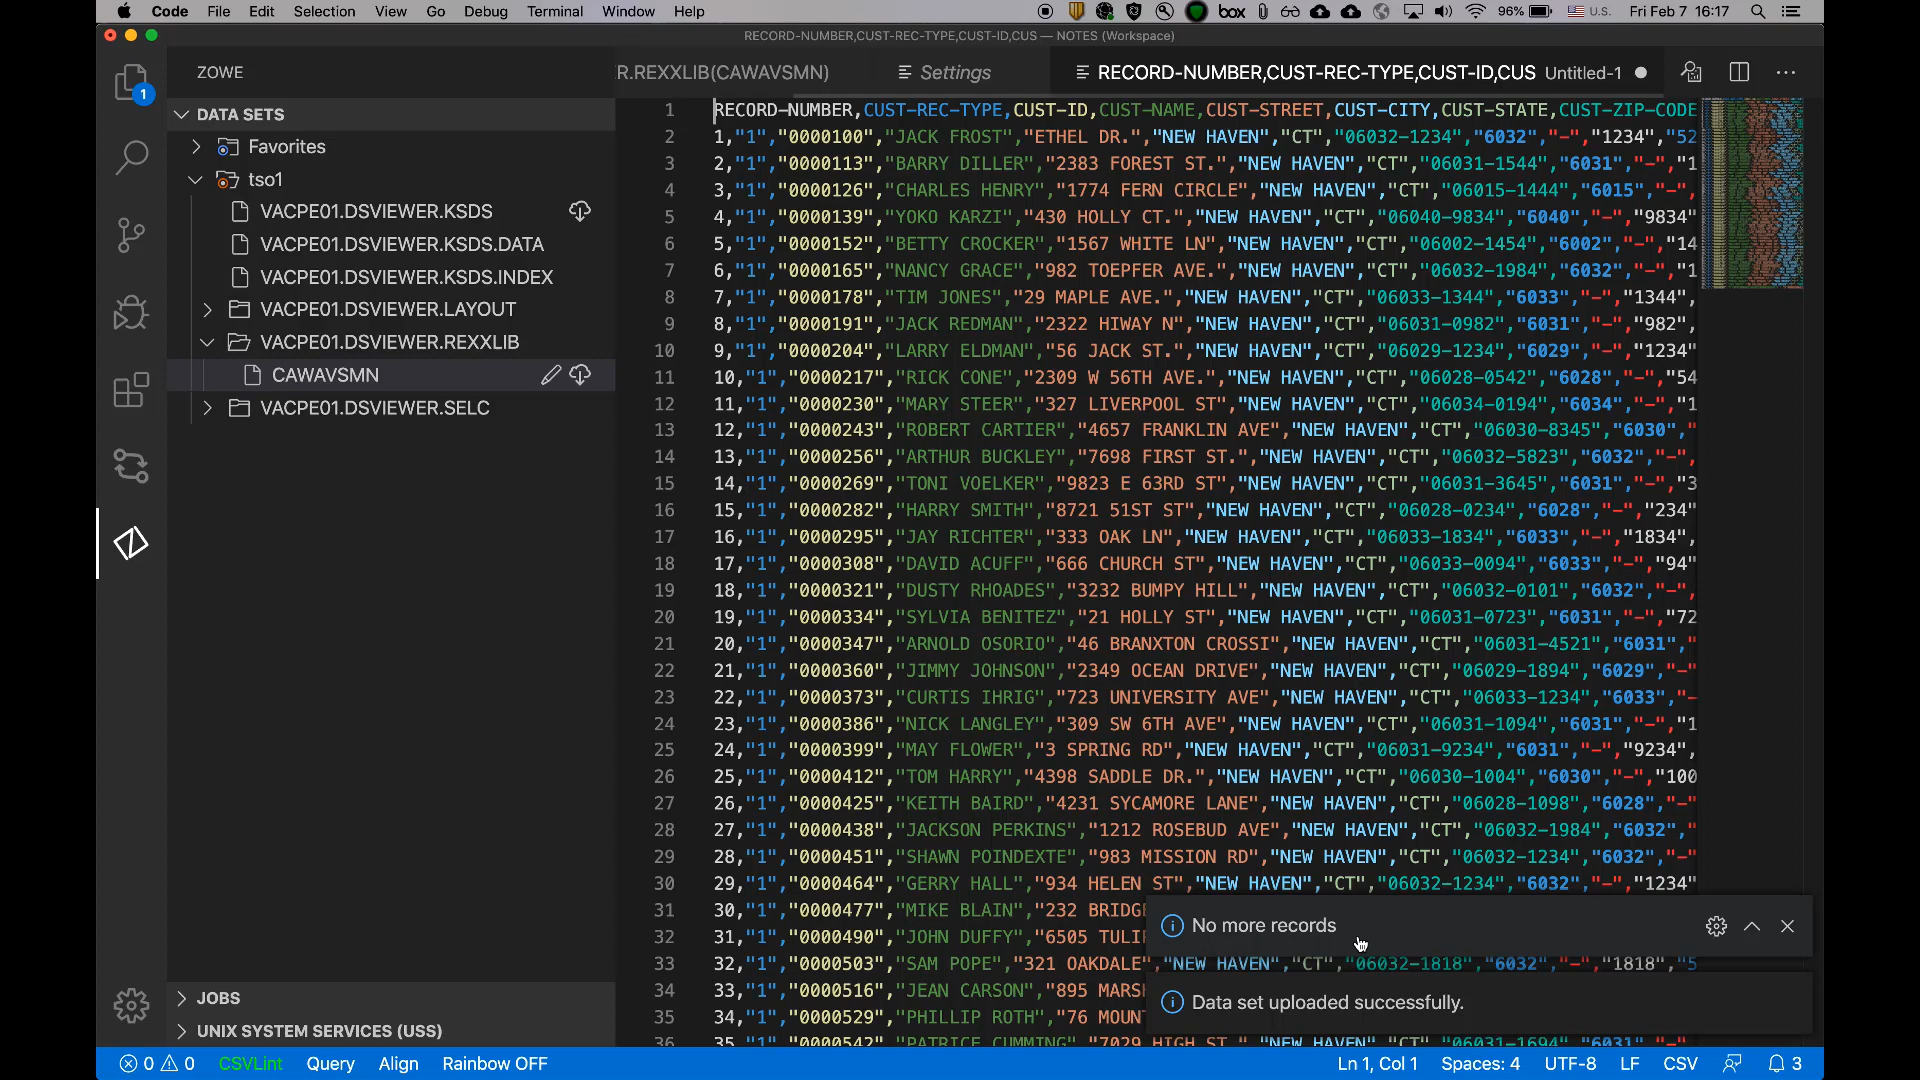 Code File Edit Selection View Go Debug Terminal Window Help box 96% U.S. Fri Feb 7 16:17
RECORD-NUMBER,CUST-REC-TYPE,CUST-ID,CUS — NOTES (Workspace)
ZOWE
R.REXXLIB(CAWAVSMN) Settings RECORD-NUMBER,CUST-REC-TYPE,CUST-ID,CUS Untitled-1
1
DATA SETS
Favorites
tso1
VACPE01.DSVIEWER.KSDS
VACPE01.DSVIEWER.KSDS.DATA
VACPE01.DSVIEWER.KSDS.INDEX
VACPE01.DSVIEWER.LAYOUT
VACPE01.DSVIEWER.REXXLIB
CAWAVSMN
VACPE01.DSVIEWER.SELC
JOBS
UNIX SYSTEM SERVICES (USS)
1 RECORD-NUMBER,CUST-REC-TYPE,CUST-ID,CUST-NAME,CUST-STREET,CUST-CITY,CUST-STATE,CUST-ZIP-CODE
2 1,"1","0000100","JACK FROST","ETHEL DR.","NEW HAVEN","CT","06032-1234","6032","-","1234","52
3 2,"1","0000113","BARRY DILLER","2383 FOREST ST.","NEW HAVEN","CT","06031-1544","6031","-","1
4 3,"1","0000126","CHARLES HENRY","1774 FERN CIRCLE","NEW HAVEN","CT","06015-1444","6015","-",
5 4,"1","0000139","YOKO KARZI","430 HOLLY CT.","NEW HAVEN","CT","06040-9834","6040","-","9834"
6 5,"1","0000152","BETTY CROCKER","1567 WHITE LN","NEW HAVEN","CT","06002-1454","6002","-","14
7 6,"1","0000165","NANCY GRACE","982 TOEPFER AVE.","NEW HAVEN","CT","06032-1984","6032","-","1
8 7,"1","0000178","TIM JONES","29 MAPLE AVE.","NEW HAVEN","CT","06033-1344","6033","-","1344",
9 8,"1","0000191","JACK REDMAN","2322 HIWAY N","NEW HAVEN","CT","06031-0982","6031","-","982",
10 9,"1","0000204","LARRY ELDMAN","56 JACK ST.","NEW HAVEN","CT","06029-1234","6029","-","1234"
11 10,"1","0000217","RICK CONE","2309 W 56TH AVE.","NEW HAVEN","CT","06028-0542","6028","-","54
12 11,"1","0000230","MARY STEER","327 LIVERPOOL ST","NEW HAVEN","CT","06034-0194","6034","-","1
13 12,"1","0000243","ROBERT CARTIER","4657 FRANKLIN AVE","NEW HAVEN","CT","06030-8345","6030","
14 13,"1","0000256","ARTHUR BUCKLEY","7698 FIRST ST.","NEW HAVEN","CT","06032-5823","6032","-",
15 14,"1","0000269","TONI VOELKER","9823 E 63RD ST","NEW HAVEN","CT","06031-3645","6031","-","3
16 15,"1","0000282","HARRY SMITH","8721 51ST ST","NEW HAVEN","CT","06028-0234","6028","-","234"
17 16,"1","0000295","JAY RICHTER","333 OAK LN","NEW HAVEN","CT","06033-1834","6033","-","1834",
18 17,"1","0000308","DAVID ACUFF","666 CHURCH ST","NEW HAVEN","CT","06033-0094","6033","-","94"
19 18,"1","0000321","DUSTY RHOADES","3232 BUMPY HILL","NEW HAVEN","CT","06032-0101","6032","-",
20 19,"1","0000334","SYLVIA BENITEZ","21 HOLLY ST","NEW HAVEN","CT","06031-0723","6031","-","72
21 20,"1","0000347","ARNOLD OSORIO","46 BRANXTON CROSSI","NEW HAVEN","CT","06031-4521","6031","
22 21,"1","0000360","JIMMY JOHNSON","2349 OCEAN DRIVE","NEW HAVEN","CT","06029-1894","6029","-"
23 22,"1","0000373","CURTIS IHRIG","723 UNIVERSITY AVE","NEW HAVEN","CT","06033-1234","6033","-
24 23,"1","0000386","NICK LANGLEY","309 SW 6TH AVE","NEW HAVEN","CT","06031-1094","6031","-","1
25 24,"1","0000399","MAY FLOWER","3 SPRING RD","NEW HAVEN","CT","06031-9234","6031","-","9234",
26 25,"1","0000412","TOM HARRY","4398 SADDLE DR.","NEW HAVEN","CT","06030-1004","6030","-","100
27 26,"1","0000425","KEITH BAIRD","4231 SYCAMORE LANE","NEW HAVEN","CT","06028-1098","6028","-"
28 27,"1","0000438","JACKSON PERKINS","1212 ROSEBUD AVE","NEW HAVEN","CT","06032-1984","6032","
29 28,"1","0000451","SHAWN POINDEXTE","983 MISSION RD","NEW HAVEN","CT","06032-1234","6032","-"
30 29,"1","0000464","GERRY HALL","934 HELEN ST","NEW HAVEN","CT","06032-1234","6032","-","1234"
31 30,"1","0000477","MIKE BLAIN","232 BRIDGE
32 31,"1","0000490","JOHN DUFFY","6505 TULI
33 32,"1","0000503","SAM POPE","321 OAKDALE","NEW HAVEN","CT","06032-1818","6032","-","1818","5
34 33,"1","0000516","JEAN CARSON","895 MARS
35 34,"1","0000529","PHILLIP ROTH","76 MOUN
36 35,"1","0000542","PATRICE CUMMING","7029 HIGH ST.","NEW HAVEN","CT","06031-1694","6031","-"
No more records
Data set uploaded successfully.
0 0 CSVLint Query Align Rainbow OFF Ln 1, Col 1 Spaces: 4 UTF-8 LF CSV 3